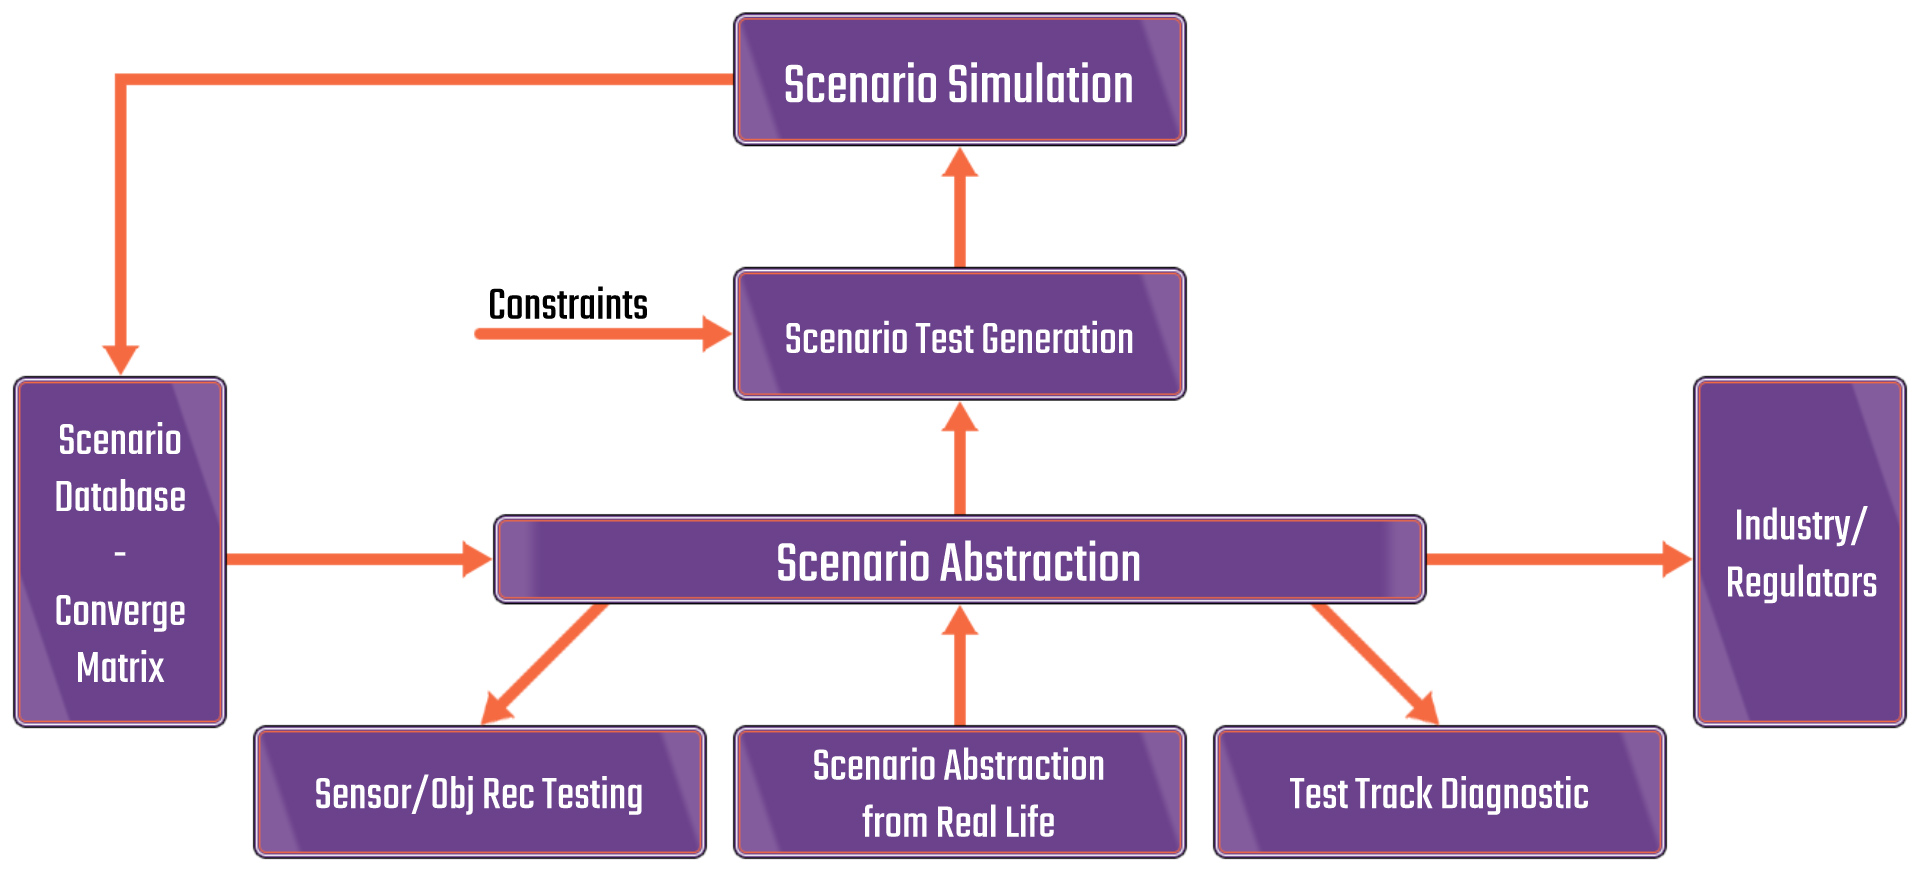 Scenario Simulation
Constraints
Scenario Test Generation
Scenario
Database
-
Converge
Matrix
Scenario Abstraction
Industry/
Regulators
Sensor/Obj Rec Testing
Scenario Abstraction
from Real Life
Test Track Diagnostic